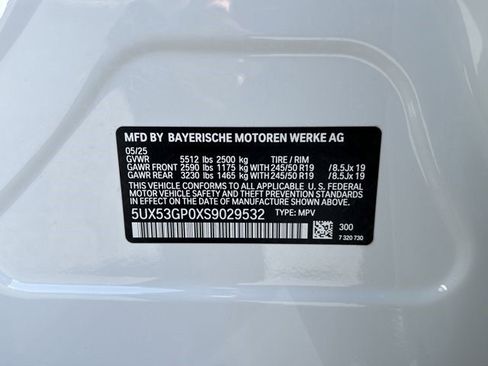 MFD BY BAYERISCHE MOTOREN WERKE AG
05/25
GVWR 5512 lbs 2500 kg TIRE / RIM
GAWR FRONT 2590 lbs 1175 kg 245/50 R19 / 8.5Jx 19
GAWR REAR 3230 lbs 1465 kg 245/50 R19 / 8.5Jx 19
THIS VEHICLE CONFORMS TO ALL APPLICABLE U. S. FEDERAL
MOTOR VEHICLE SAFETY, BUMPER, AND THEFT PREVENTION
STANDARDS IN EFFECT ON THE DATE OF MANUFACTURE SHOWN ABOVE.
5UX53GP0XS9029532 TYPE: MPV
300
7 320 730